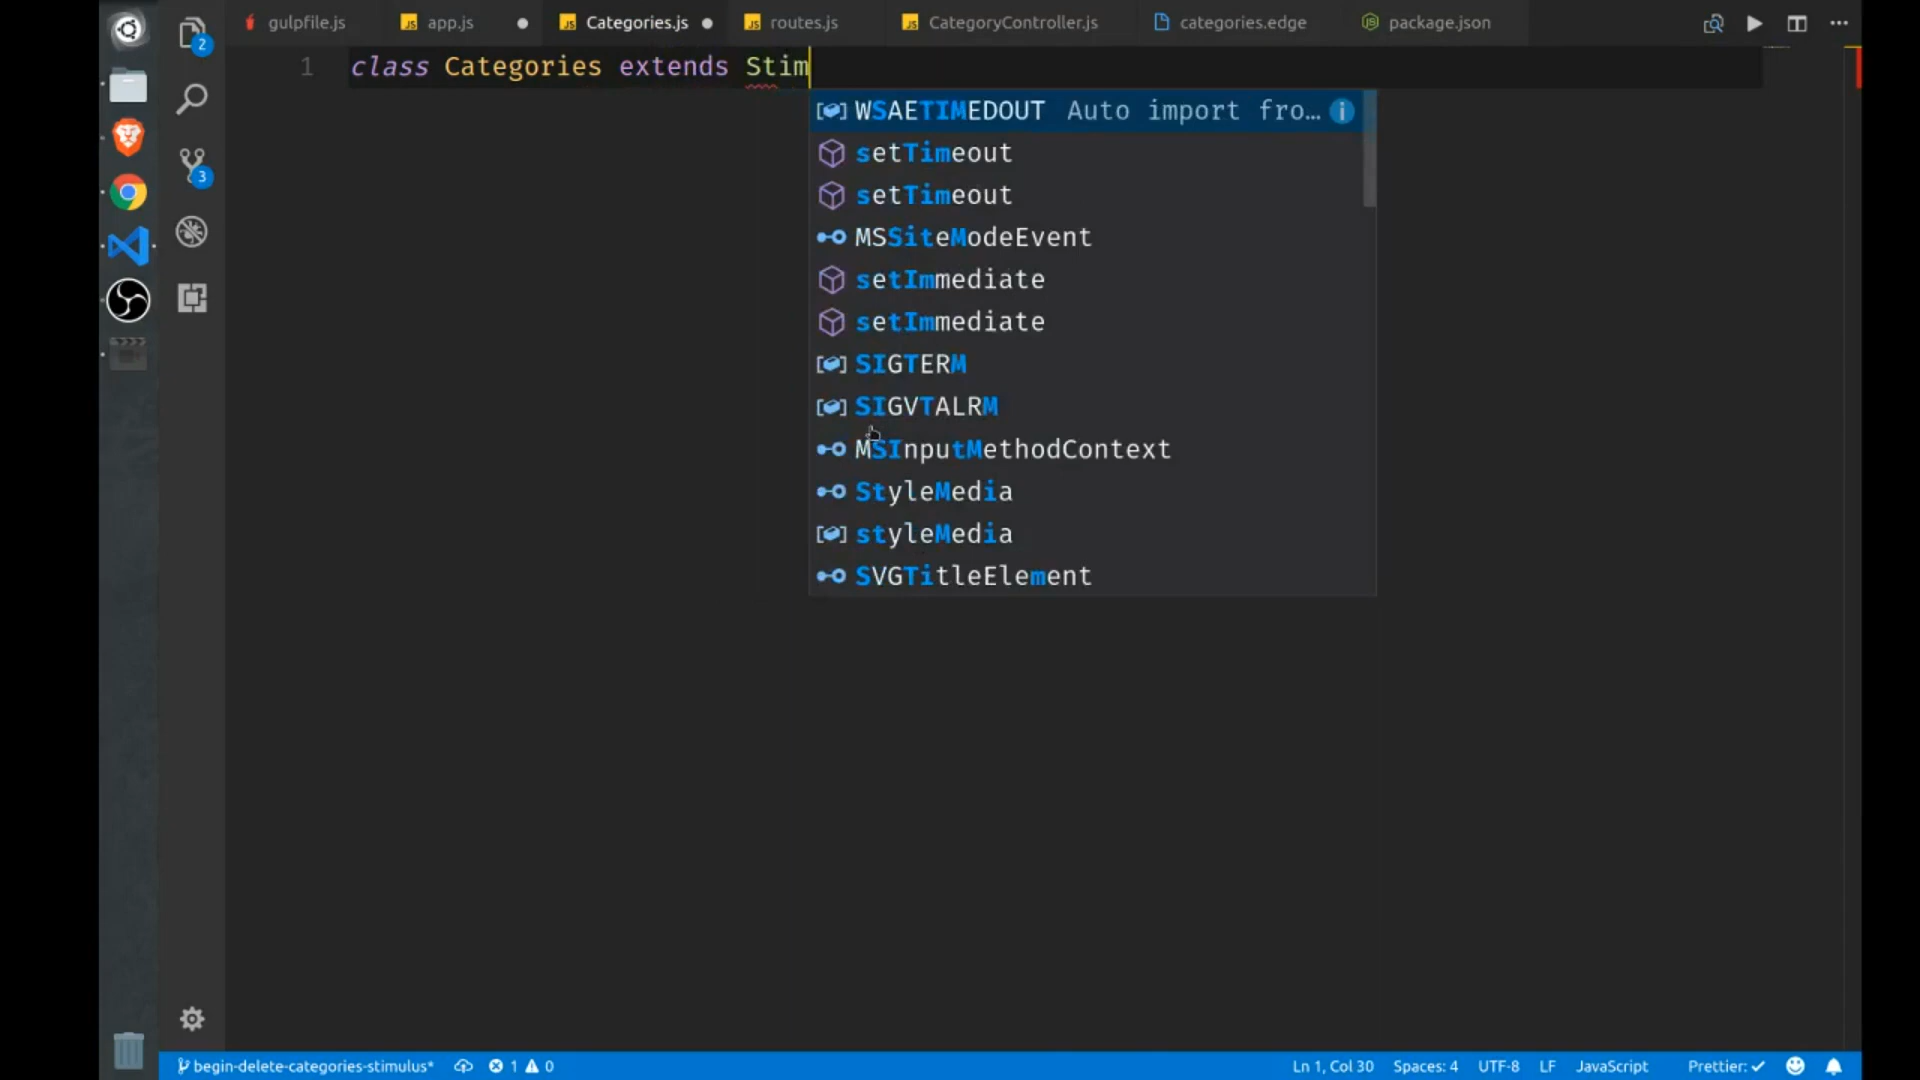 gulpfile.js app.js Categories.js routes.js CategoryController.js categories.edge package.json
2
1 class Categories extends Stim
WSAETIMEDOUT Auto import fro…
setTimeout
3
setTimeout
MSSiteModeEvent
setImmediate
setImmediate
SIGTERM
SIGVTALRM
MSInputMethodContext
StyleMedia
styleMedia
SVGTitleElement
begin-delete-categories-stimulus* 1 0 Ln 1, Col 30 Spaces: 4 UTF-8 LF JavaScript Prettier: ✓